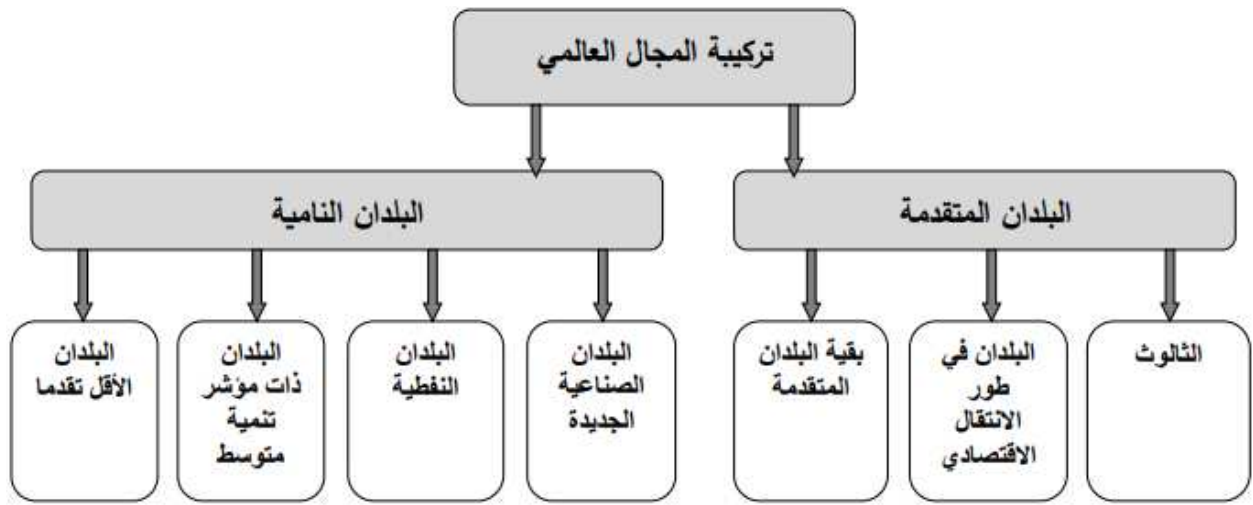 تركيبة المجال العالمي
البلدان المتقدمة
البلدان النامية
الثالوث
البلدان في
طور
الانتقال
الاقتصادي
بقية البلدان
المتقدمة
البلدان
الصناعية
الجديدة
البلدان
النفطية
البلدان
ذات مؤشر
تنمية
متوسط
البلدان
الأقل تقدما